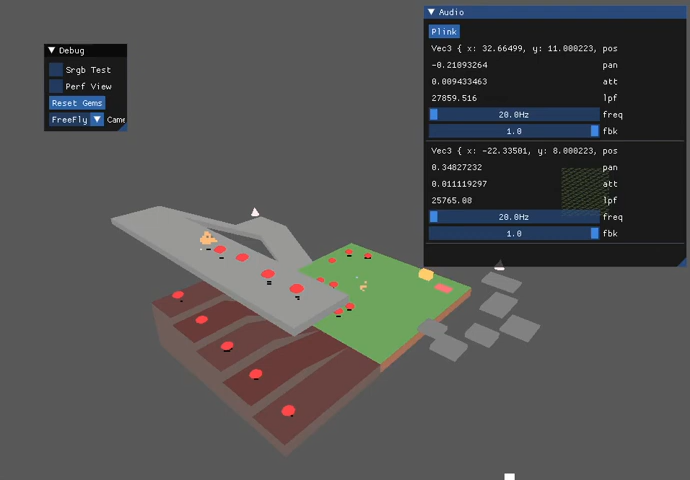 Debug
Srgb Test
Perf View
Reset Gems
FreeFly Came
Audio
Plink
Vec3 { x: 32.66499, y: 11.000223, pos
-0.21093264 pan
0.009433463 att
27859.516 lpf
20.0Hz freq
1.0 fbk
Vec3 { x: -22.33501, y: 8.000223, pos
0.34827232 pan
0.011119297 att
25765.08 lpf
20.0Hz freq
1.0 fbk